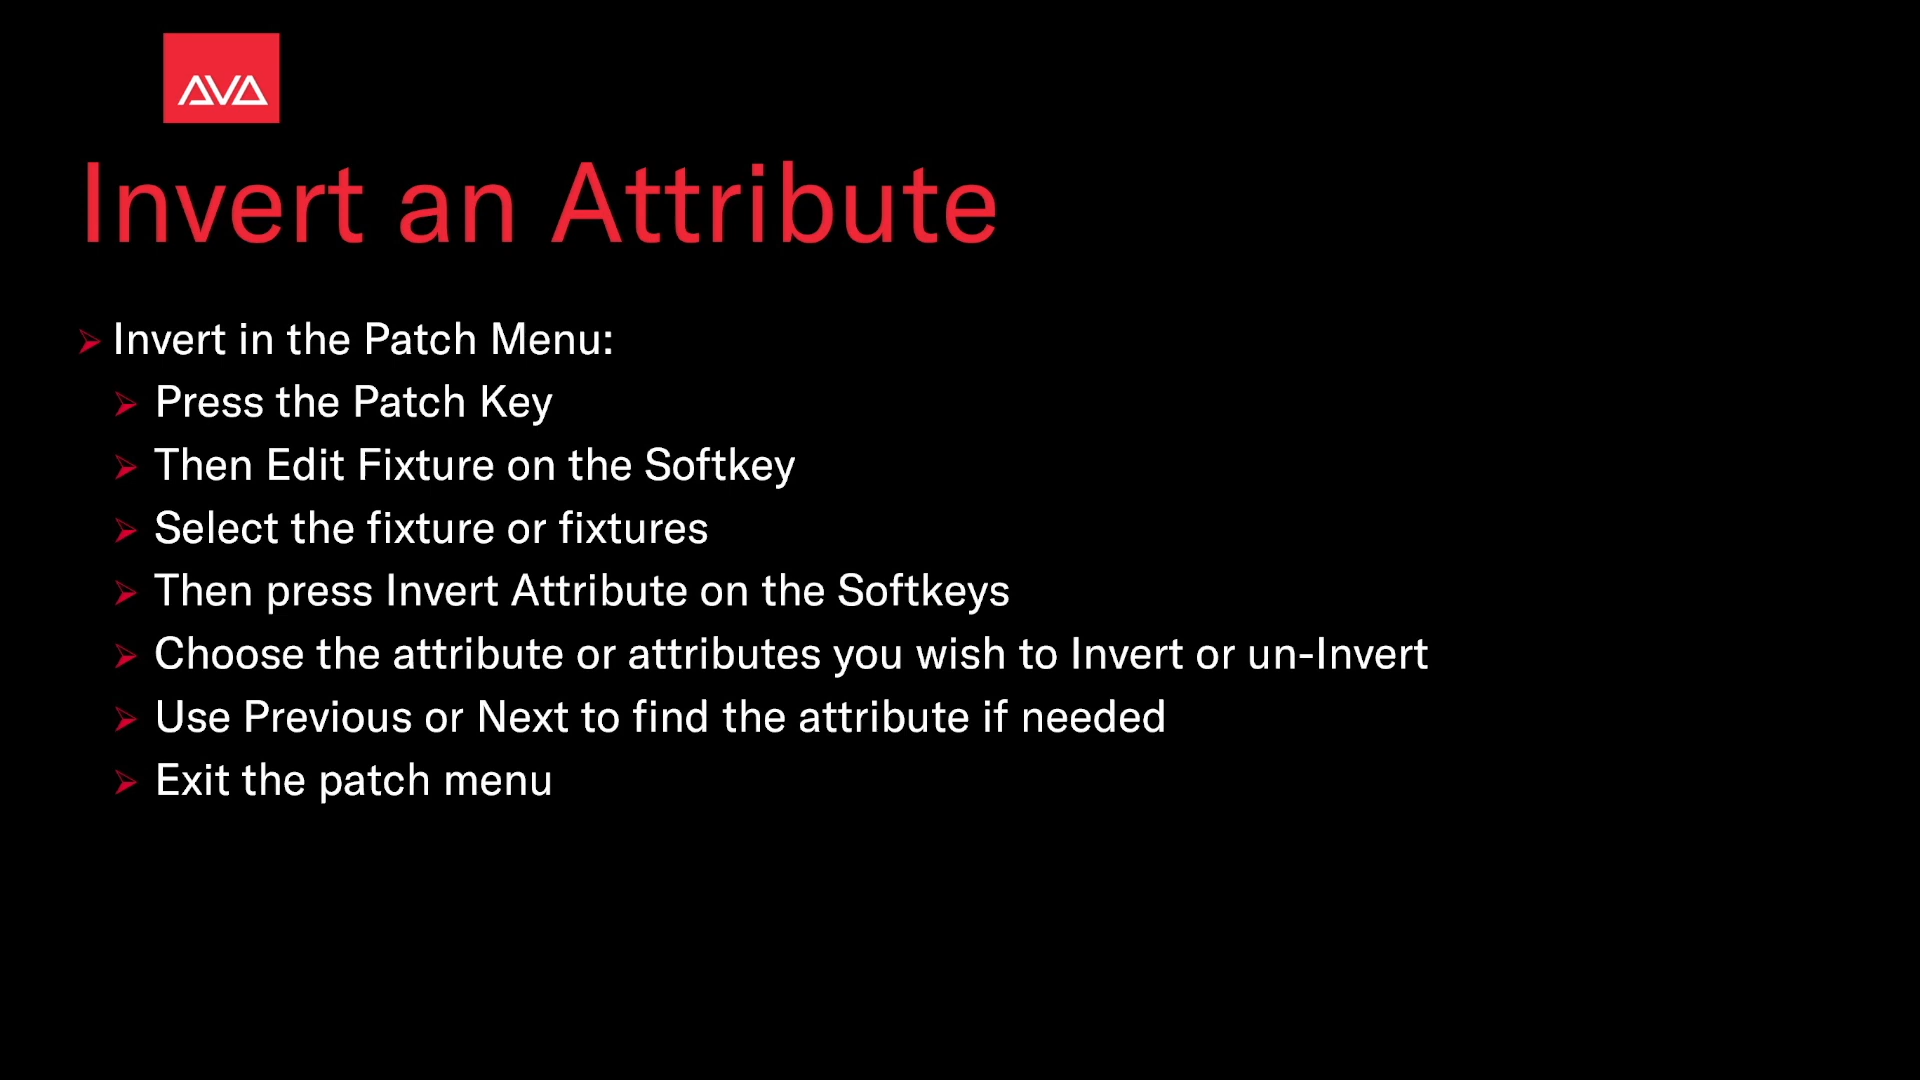 AVA
Invert an Attribute
Invert in the Patch Menu:
Press the Patch Key
Then Edit Fixture on the Softkey
Select the fixture or fixtures
Then press Invert Attribute on the Softkeys
Choose the attribute or attributes you wish to Invert or un-Invert
Use Previous or Next to find the attribute if needed
Exit the patch menu